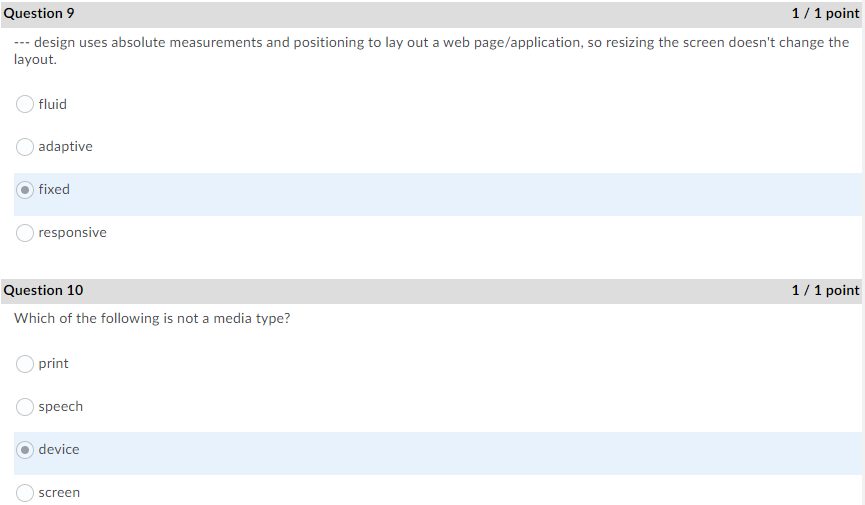 Question 9 1 / 1 point
--- design uses absolute measurements and positioning to lay out a web page/application, so resizing the screen doesn't change the
layout.
fluid
adaptive
fixed
responsive
Question 10 1 / 1 point
Which of the following is not a media type?
print
speech
device
screen